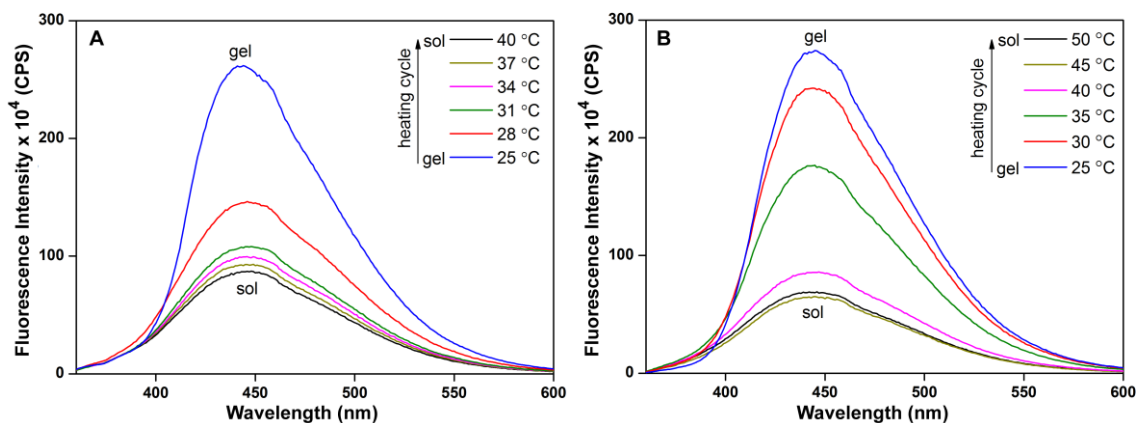 A
gel
sol
heating cycle
sol 40 °C
37 °C
34 °C
31 °C
28 °C
gel 25 °C
Fluorescence Intensity x 10⁴ (CPS)
300
200
100
0
400 450 500 550 600
Wavelength (nm)
B
gel
sol
heating cycle
sol 50 °C
45 °C
40 °C
35 °C
30 °C
gel 25 °C
Fluorescence Intensity x 10⁴ (CPS)
300
200
100
0
400 450 500 550 600
Wavelength (nm)